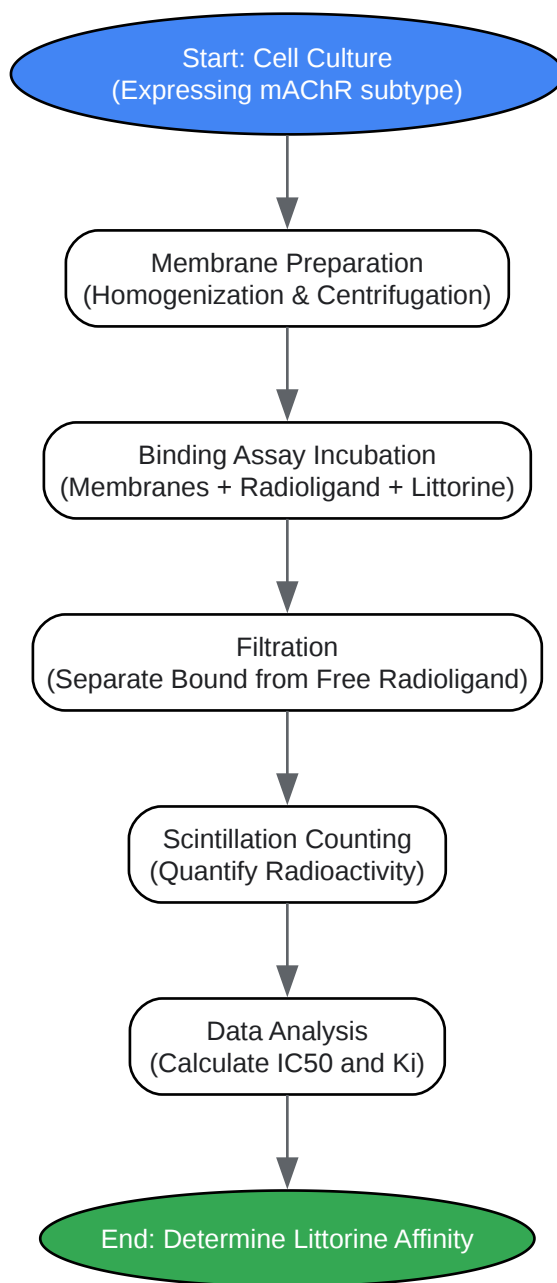 Start: Cell Culture
(Expressing mAChR subtype)
Membrane Preparation
(Homogenization & Centrifugation)
Binding Assay Incubation
(Membranes + Radioligand + Littorine)
Filtration
(Separate Bound from Free Radioligand)
Scintillation Counting
(Quantify Radioactivity)
Data Analysis
(Calculate IC50 and Ki)
End: Determine Littorine Affinity